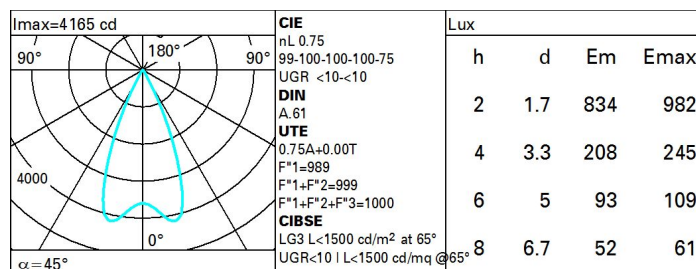 Imax=4165 cd
90°
180°
90°
4000
0°
α=45°
CIE
nL 0.75
99-100-100-100-75
UGR <10-<10
DIN
A.61
UTE
0.75A+0.00T
F"1=989
F"1+F"2=999
F"1+F"2+F"3=1000
CIBSE
LG3 L<1500 cd/m² at 65°
UGR<10 | L<1500 cd/mq @65°
Lux
h d Em Emax
2 1.7 834 982
4 3.3 208 245
6 5 93 109
8 6.7 52 61